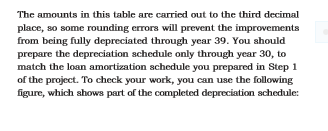 The amounts in this table are carried out to the third decimal
place, so some rounding errors will prevent the improvements
from being fully depreciated through year 39. You should
prepare the depreciation schedule only through year 30, to
match the loan amortization schedule you prepared in Step 1
of the project. To check your work, you can use the following
figure, which shows part of the completed depreciation schedule: